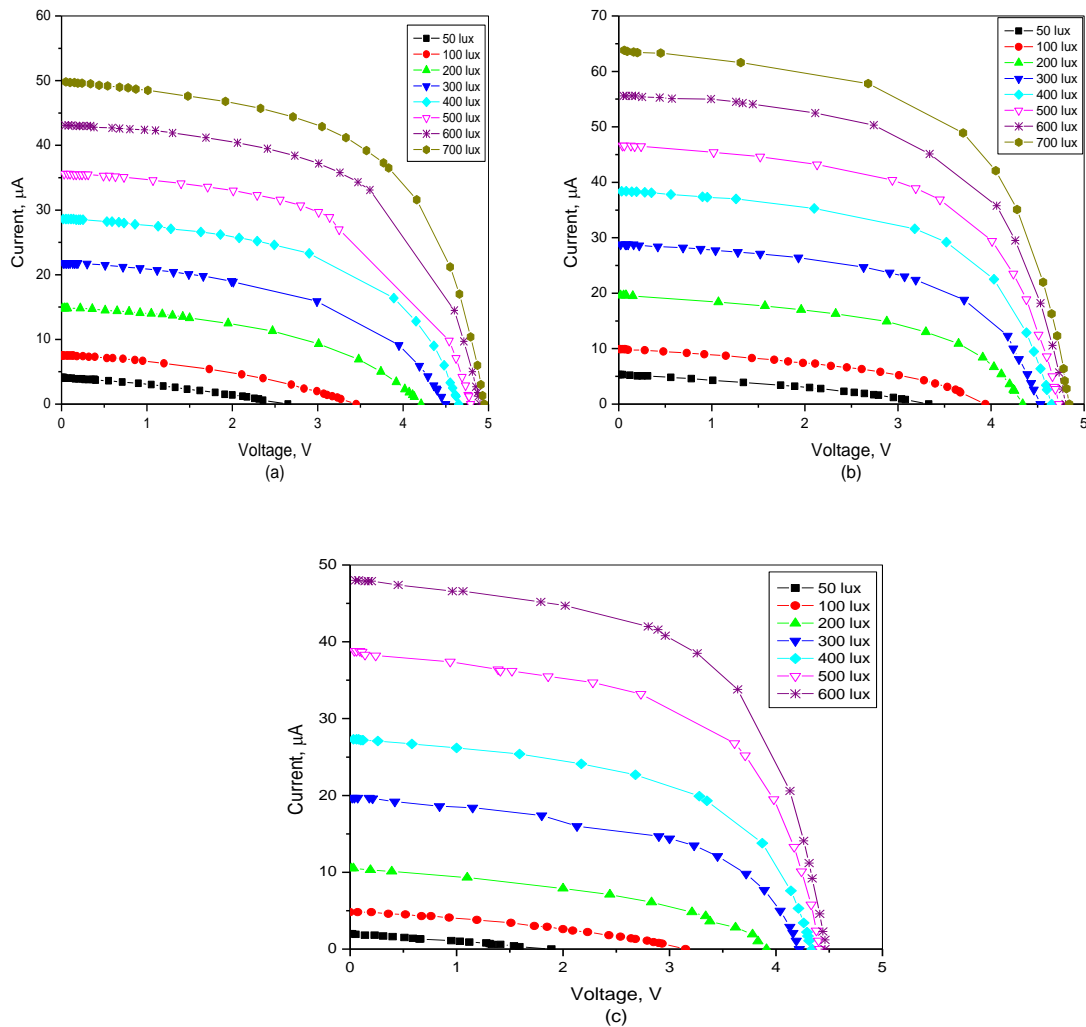 60
50
40
30
20
10
0
Current, µA
0 1 2 3 4 5
Voltage, V
(a)
50 lux
100 lux
200 lux
300 lux
400 lux
500 lux
600 lux
700 lux
70
60
50
40
30
20
10
0
Current, µA
0 1 2 3 4 5
Voltage, V
(b)
50 lux
100 lux
200 lux
300 lux
400 lux
500 lux
600 lux
700 lux
50
40
30
20
10
0
Current, µA
0 1 2 3 4 5
Voltage, V
(c)
50 lux
100 lux
200 lux
300 lux
400 lux
500 lux
600 lux